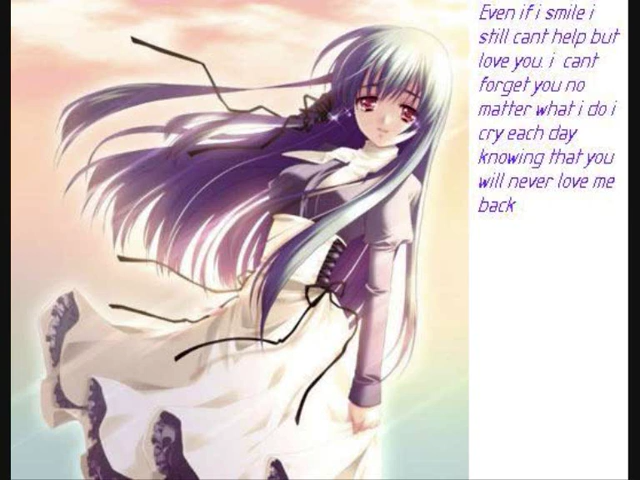 Even if i smile i
still cant help but
love you. i cant
forget you no
matter what i do i
cry each day
knowing that you
will never love me
back